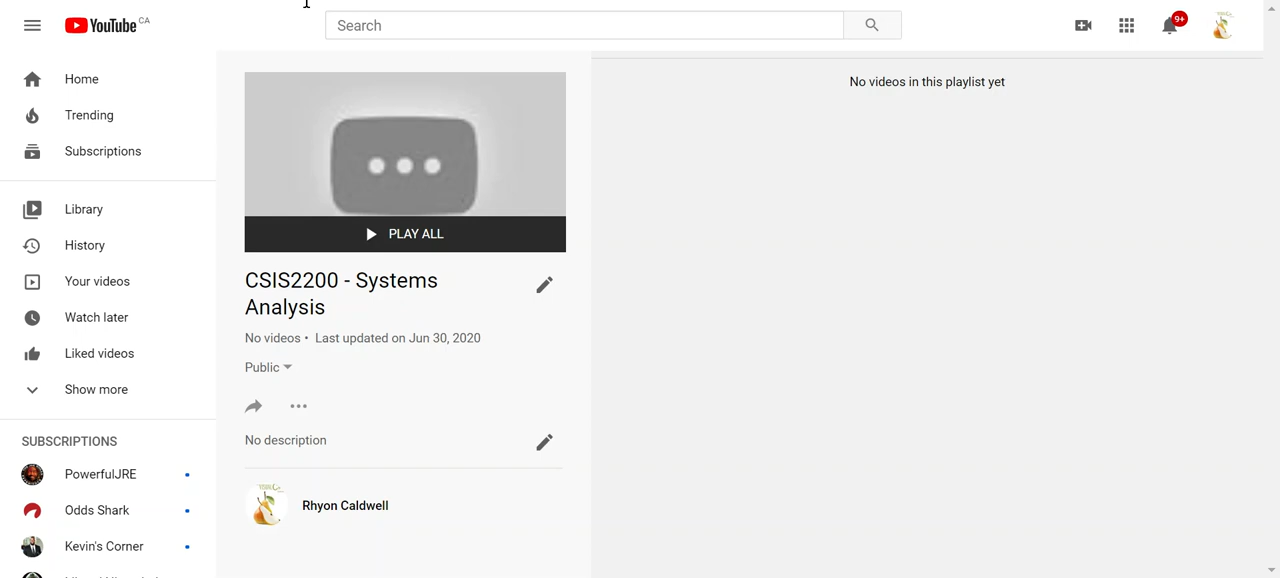 YouTube CA
Search
9+
Home
Trending
Subscriptions
Library
History
Your videos
Watch later
Liked videos
Show more
SUBSCRIPTIONS
PowerfulJRE
Odds Shark
Kevin's Corner
PLAY ALL
CSIS2200 - Systems
Analysis
No videos • Last updated on Jun 30, 2020
Public
No description
Rhyon Caldwell
No videos in this playlist yet